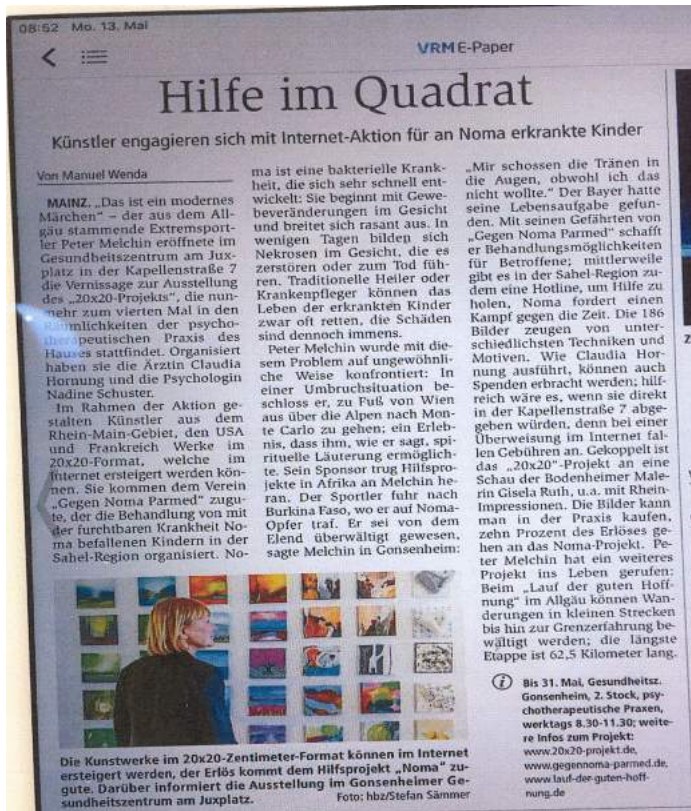 08:52 Mo. 13. Mai
VRM E-Paper
Hilfe im Quadrat
Künstler engagieren sich mit Internet-Aktion für an Noma erkrankte Kinder
Von Manuel Wenda
MAINZ. „Das ist ein modernes
Märchen“ – der aus dem All-
gäu stammende Extremsport-
ler Peter Melchin eröffnete im
Gesundheitszentrum am Jux-
platz in der Kapellenstraße 7
die Vernissage zur Ausstellung
des „20x20-Projekts“, die nun-
mehr zum vierten Mal in den
Räumlichkeiten der psycho-
therapeutischen Praxis des
Hauses stattfindet. Organisiert
haben sie die Ärztin Claudia
Hornung und die Psychologin
Nadine Schuster.
Im Rahmen der Aktion ge-
stalten Künstler aus dem
Rhein-Main-Gebiet, den USA
und Frankreich Werke im
20x20-Format, welche im
Internet ersteigert werden kön-
nen. Sie kommen dem Verein
„Gegen Noma Parmed“ zugu-
te, der die Behandlung von mit
der furchtbaren Krankheit No-
ma befallenen Kindern in der
Sahel-Region organisiert. No-
ma ist eine bakterielle Krank-
heit, die sich sehr schnell ent-
wickelt: Sie beginnt mit Gewe-
beveränderungen im Gesicht
und breitet sich rasant aus. In
wenigen Tagen bilden sich
Nekrosen im Gesicht, die es
zerstören oder zum Tod füh-
ren. Traditionelle Heiler oder
Krankenpfleger können das
Leben der erkrankten Kinder
zwar oft retten, die Schäden
sind dennoch immens.
Peter Melchin wurde mit die-
sem Problem auf ungewöhnli-
che Weise konfrontiert: In
einer Umbruchsituation be-
schloss er, zu Fuß von Wien
aus über die Alpen nach Mon-
te Carlo zu gehen; ein Erleb-
nis, dass ihm, wie er sagt, spi-
rituelle Läuterung ermöglich-
te. Sein Sponsor trug Hilfspro-
jekte in Afrika an Melchin he-
ran. Der Sportler fuhr nach
Burkina Faso, wo er auf Noma-
Opfer traf. Er sei von dem
Elend überwältigt gewesen,
sagte Melchin in Gonsenheim:
„Mir schossen die Tränen in
die Augen, obwohl ich das
nicht wollte.“ Der Bayer hatte
seine Lebensaufgabe gefun-
den. Mit seinen Gefährten von
„Gegen Noma Parmed“ schafft
er Behandlungsmöglichkeiten
für Betroffene; mittlerweile
gibt es in der Sahel-Region zu-
dem eine Hotline, um Hilfe zu
holen, Noma fordert einen
Kampf gegen die Zeit. Die 186
Bilder zeugen von unter-
schiedlichsten Techniken und
Motiven. Wie Claudia Hor-
nung ausführt, können auch
Spenden erbracht werden; hilf-
reich wäre es, wenn sie direkt
in der Kapellenstraße 7 abge-
geben würden, denn bei einer
Überweisung im Internet fal-
len Gebühren an. Gekoppelt ist
das „20x20“-Projekt an eine
Schau der Bodenheimer Male-
rin Gisela Ruth, u.a. mit Rhein-
Impressionen. Die Bilder kann
man in der Praxis kaufen,
zehn Prozent des Erlöses ge-
hen an das Noma-Projekt. Pe-
ter Melchin hat ein weiteres
Projekt ins Leben gerufen:
Beim „Lauf der guten Hoff-
nung“ im Allgäu können Wan-
derungen in kleinen Strecken
bis hin zur Grenzerfahrung be-
wältigt werden; die längste
Etappe ist 62,5 Kilometer lang.
Bis 31. Mai, Gesundheitsz.
Gonsenheim, 2. Stock, psy-
chotherapeutische Praxen,
werktags 8.30-11.30; weite-
re Infos zum Projekt:
www.20x20-projekt.de,
www.gegennoma-parmed.de,
www.lauf-der-guten-hoff-
nung.de
Die Kunstwerke im 20x20-Zentimeter-Format können im Internet
ersteigert werden, der Erlös kommt dem Hilfsprojekt „Noma“ zu-
gute. Darüber informiert die Ausstellung im Gonsenheimer Ge-
sundheitszentrum am Juxplatz. Foto: hbz/Stefan Sämmer